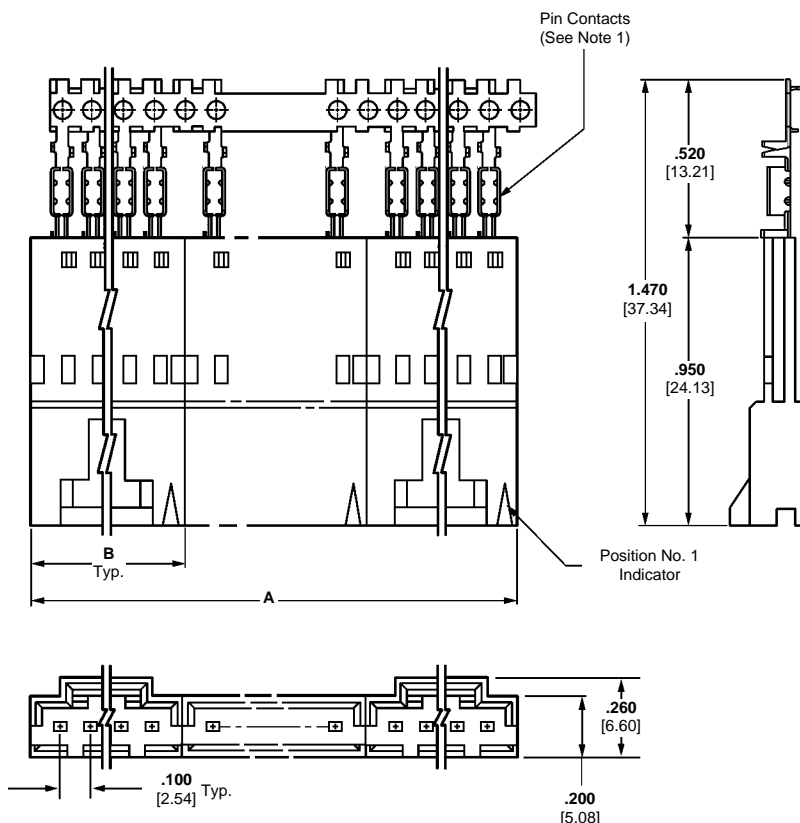 Pin Contacts
(See Note 1)
.520
[13.21]
1.470
[37.34]
.950
[24.13]
B
Typ.
Position No. 1
Indicator
A
.260
[6.60]
.100
[2.54] Typ.
.200
[5.08]